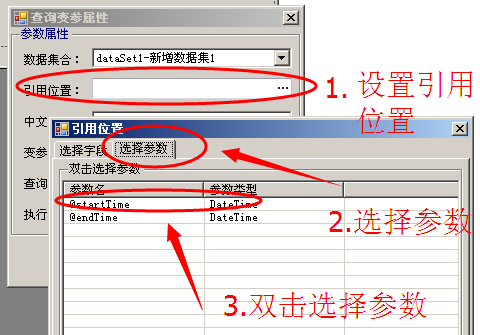 查询变参属性
参数属性
数据集合：
dataSet1-新增数据集1
引用位置：
...
1. 设置引用
位置
中文
变参
查询
执行
引用位置
选择字段
选择参数
双击选择参数
参数名 参数类型
@startTime DateTime
@endTime DateTime
2.选择参数
3.双击选择参数